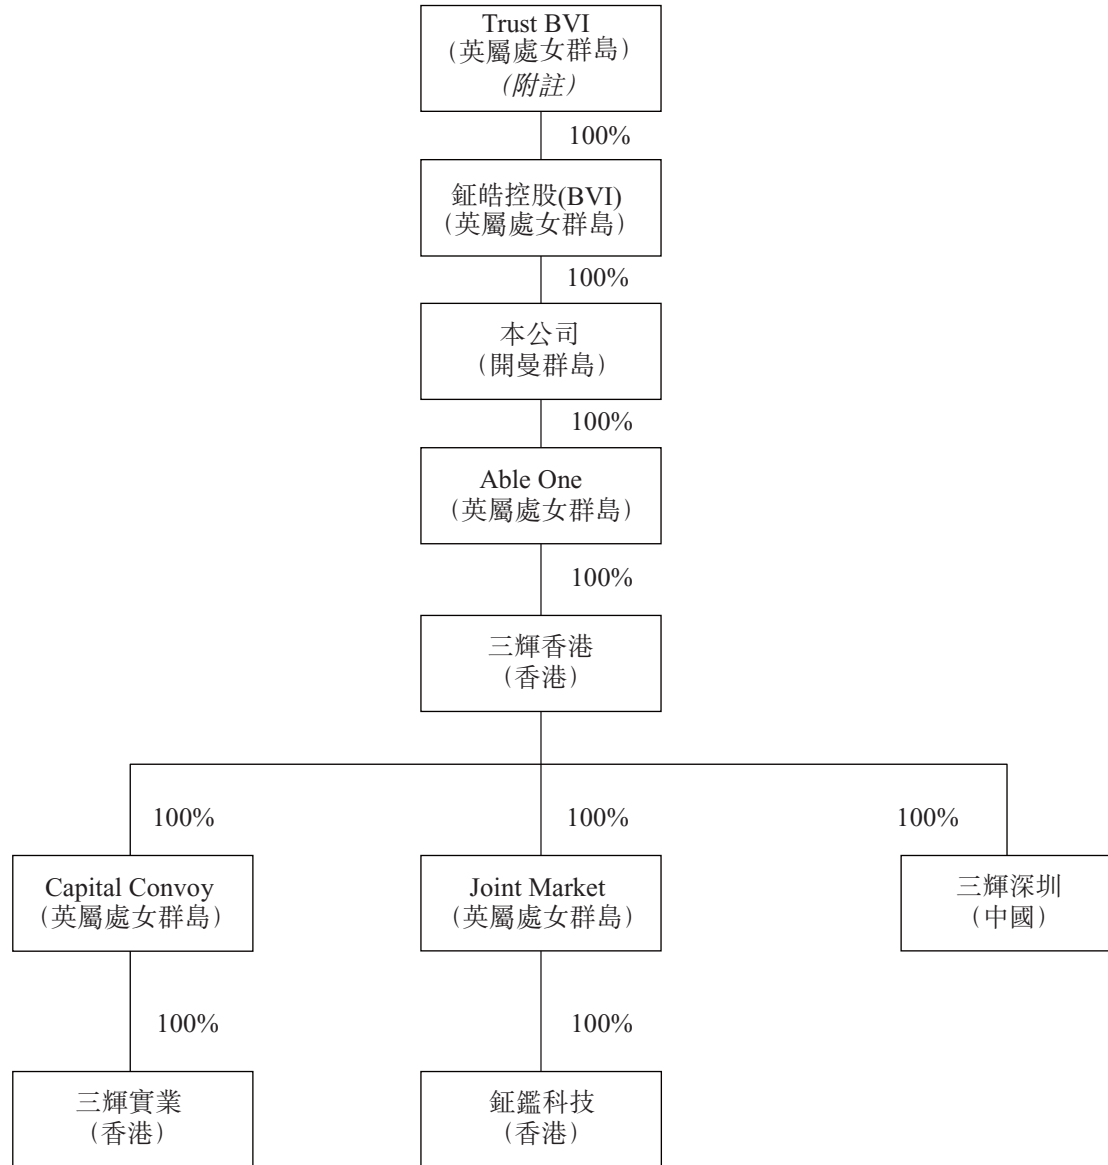 Trust BVI
（英屬處女群島）
（附註）
100%
鉦皓控股(BVI)
（英屬處女群島）
100%
本公司
（開曼群島）
100%
Able One
（英屬處女群島）
100%
三輝香港
（香港）
100%
100%
100%
Capital Convoy
（英屬處女群島）
Joint Market
（英屬處女群島）
三輝深圳
（中國）
100%
100%
三輝實業
（香港）
鉦鑑科技
（香港）